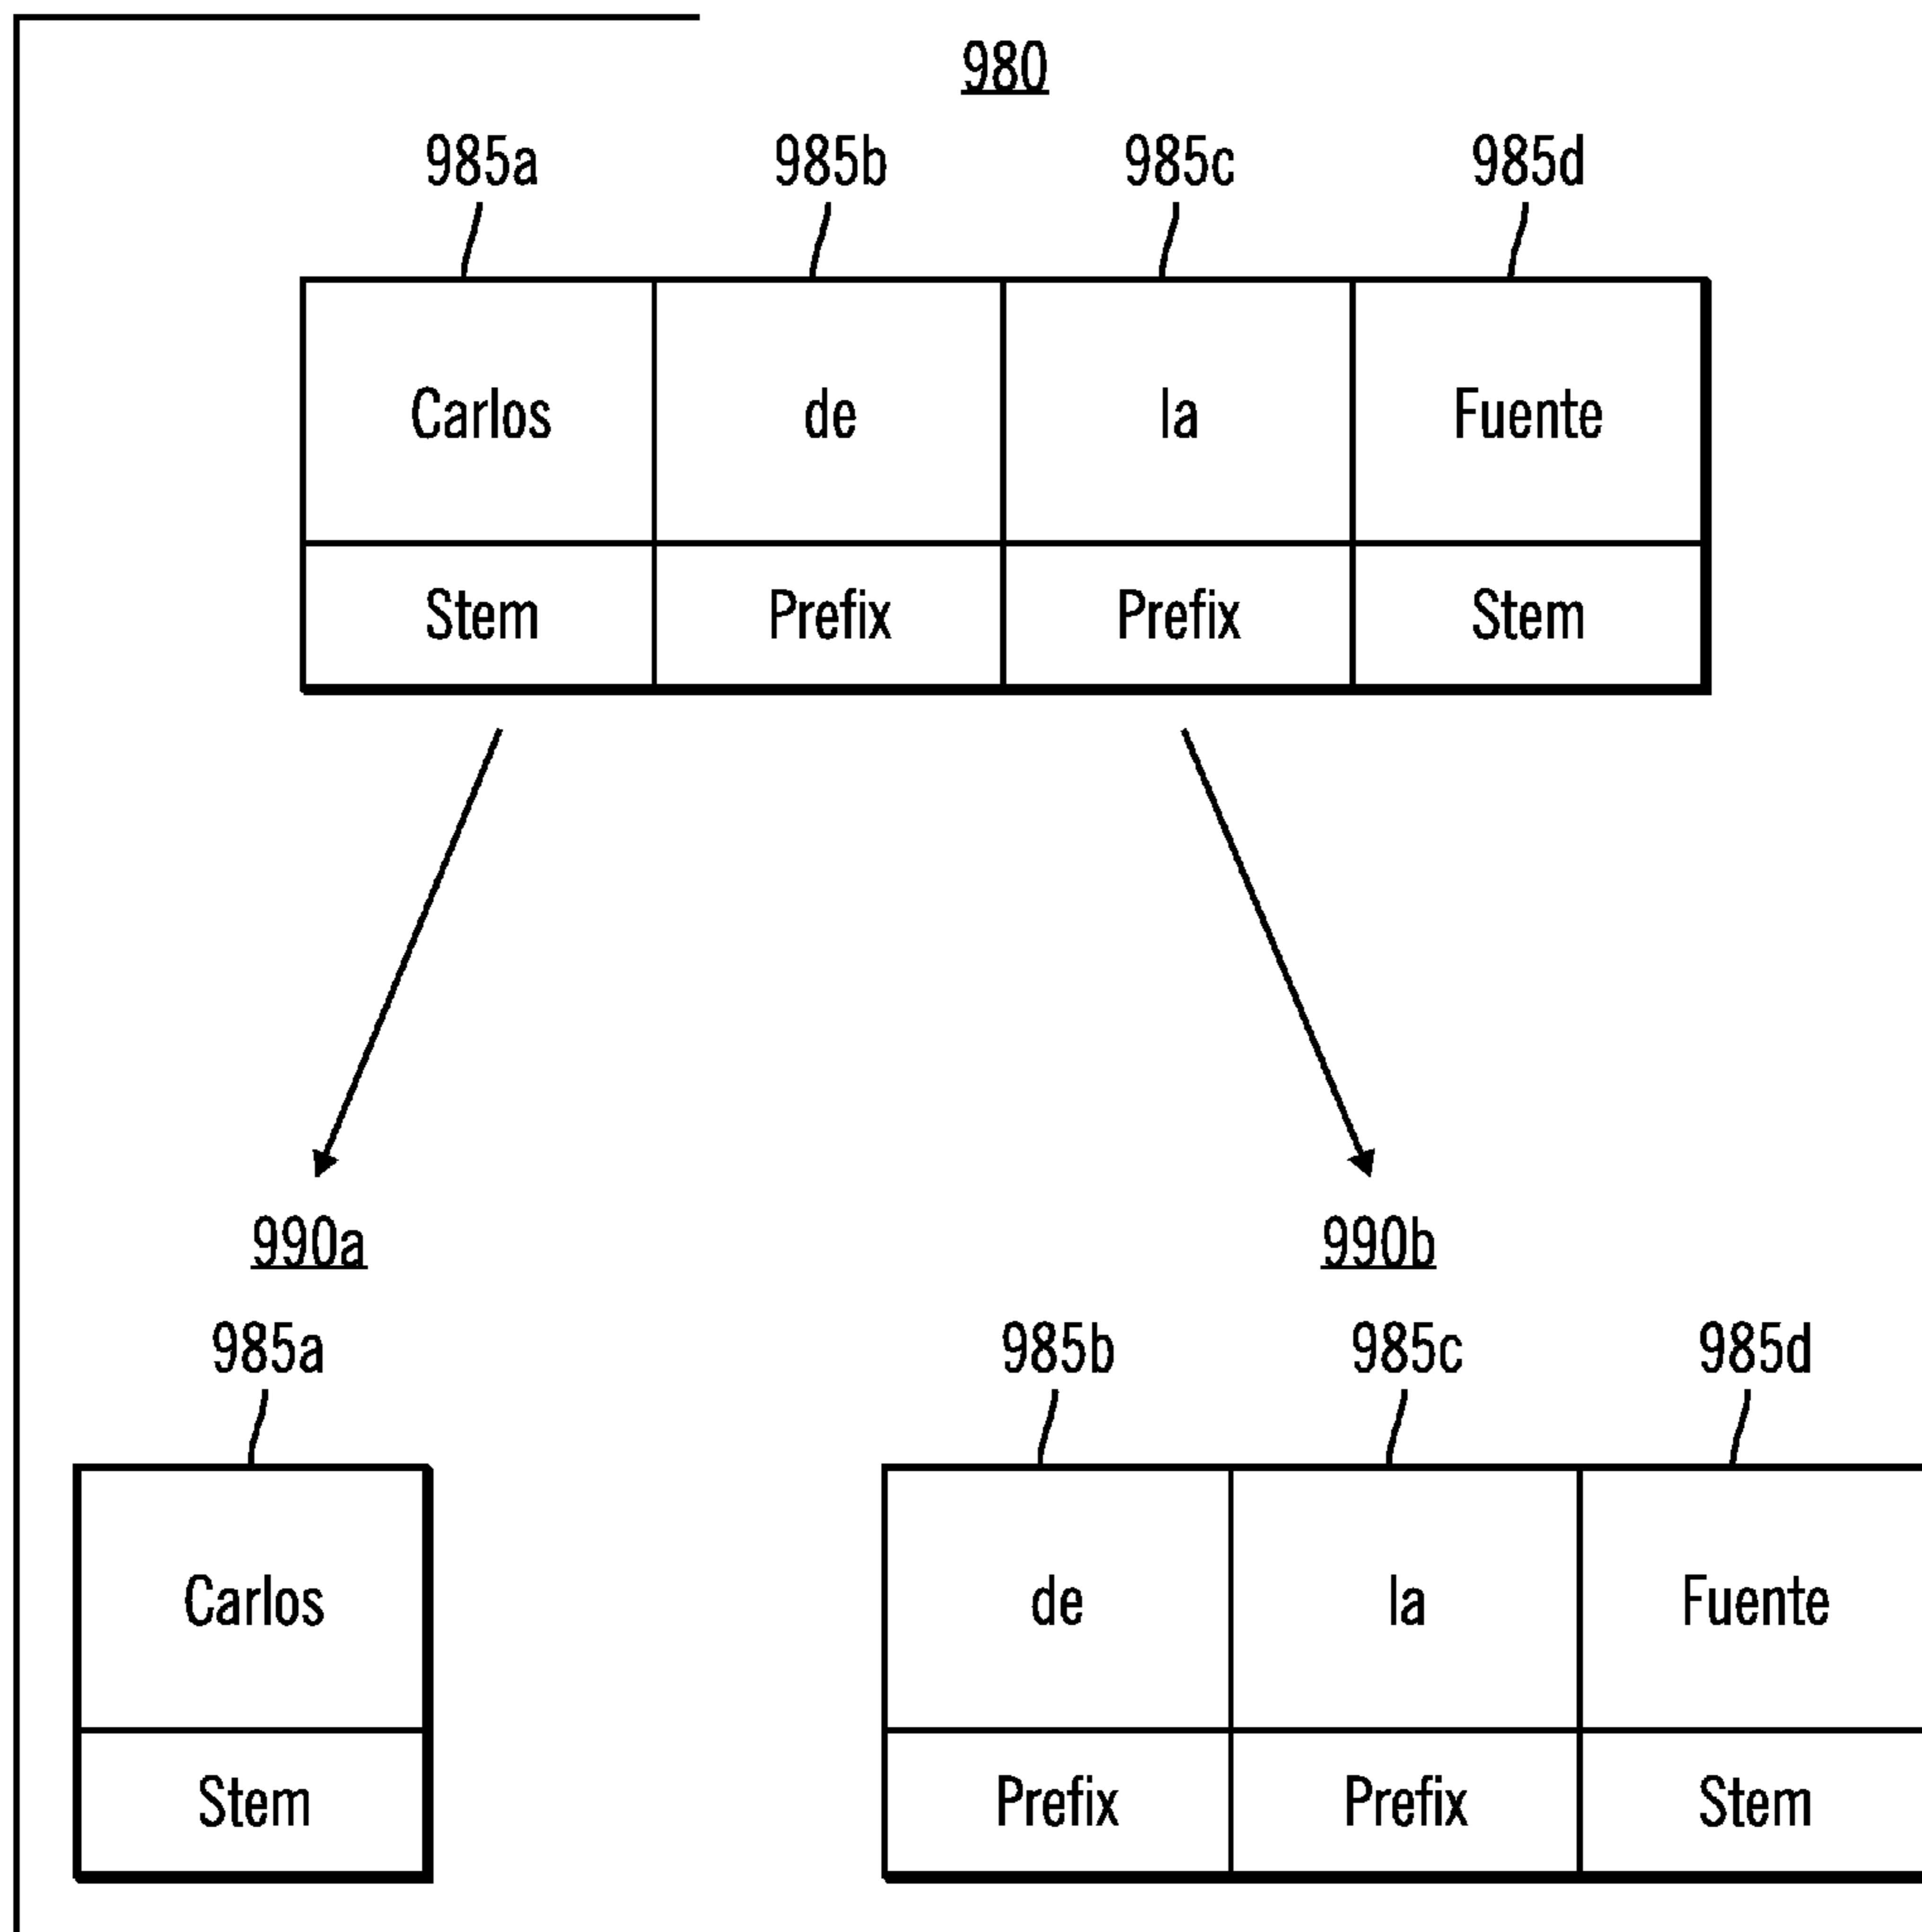 980
985a 985b 985c 985d
Carlos de la Fuente
Stem Prefix Prefix Stem
990a 990b
985a 985b 985c 985d
Carlos de la Fuente
Stem Prefix Prefix Stem